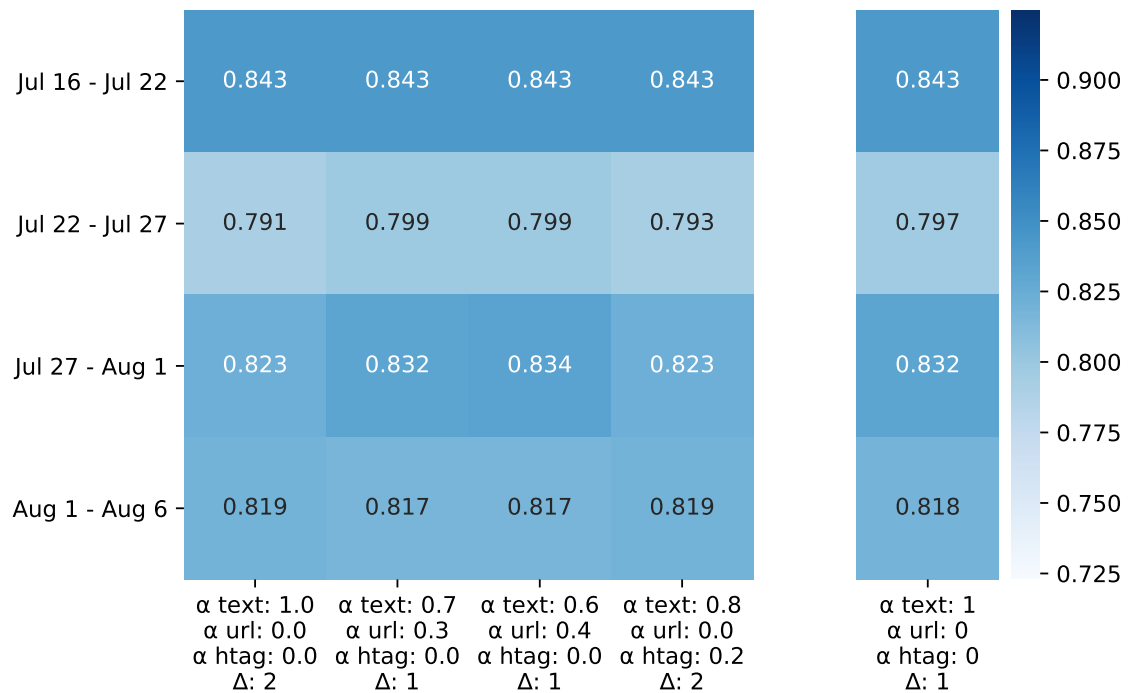 Jul 16 - Jul 22 0.843 0.843 0.843 0.843 0.843
Jul 22 - Jul 27 0.791 0.799 0.799 0.793 0.797
Jul 27 - Aug 1 0.823 0.832 0.834 0.823 0.832
Aug 1 - Aug 6 0.819 0.817 0.817 0.819 0.818
α text: 1.0 α text: 0.7 α text: 0.6 α text: 0.8 α text: 1
α url: 0.0 α url: 0.3 α url: 0.4 α url: 0.0 α url: 0
α htag: 0.0 α htag: 0.0 α htag: 0.0 α htag: 0.2 α htag: 0
Δ: 2 Δ: 1 Δ: 1 Δ: 2 Δ: 1
0.900
0.875
0.850
0.825
0.800
0.775
0.750
0.725